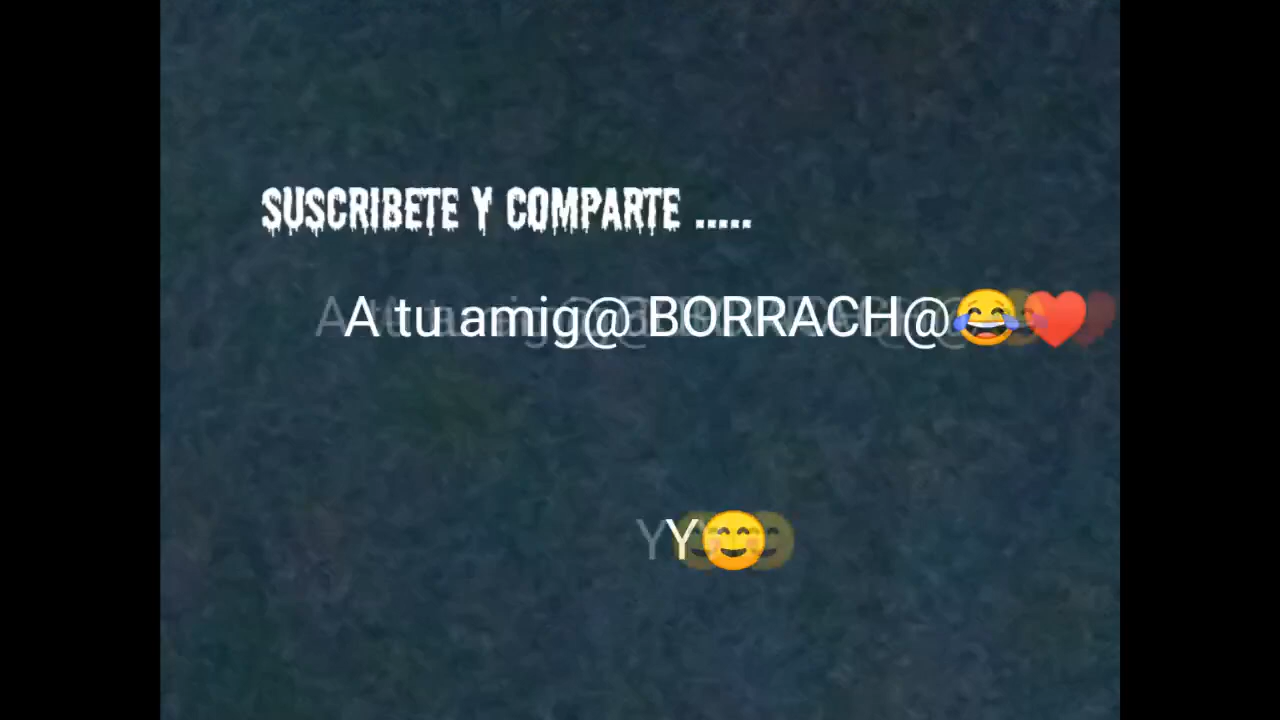 SUSCRIBETE Y COMPARTE .....
A tu amig@ BORRACH@😂❤️
Y😊